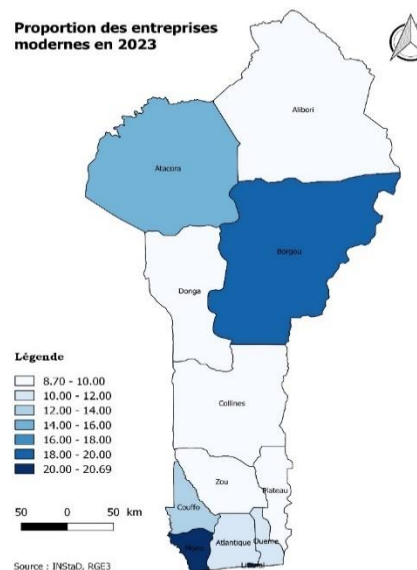 Proportion des entreprises
modernes en 2023
Alibori
Atacora
Borgou
Donga
Collines
Zou
Plateau
Couffo
Atlantique
Oueme
Mono
Légende
8.70 - 10.00
10.00 - 12.00
12.00 - 14.00
14.00 - 16.00
16.00 - 18.00
18.00 - 20.00
20.00 - 20.69
50 0 50 km
Source : INStaD, RGE3